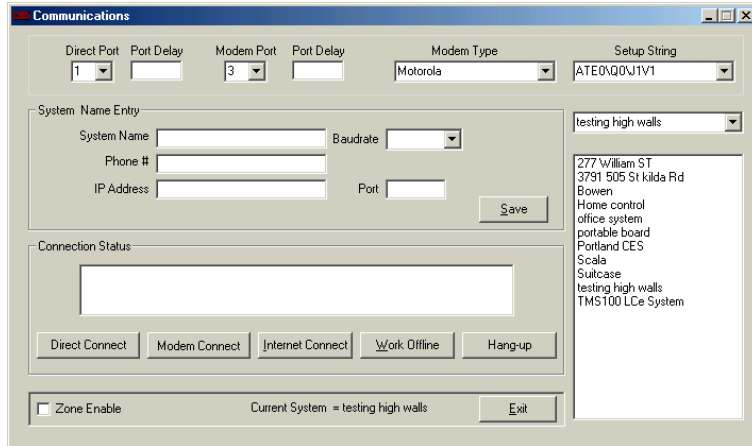 Communications
Direct Port Port Delay Modem Port Port Delay Modem Type Setup String
1 3 Motorola ATE0\Q0\J1V1
System Name Entry
System Name Baudrate
Phone #
IP Address Port
Save
testing high walls
277 William ST
3791 505 St kilda Rd
Bowen
Home control
office system
portable board
Portland CES
Scala
Suitcase
testing high walls
TMS100 LCe System
Connection Status
Direct Connect Modem Connect Internet Connect Work Offline Hang-up
Zone Enable Current System = testing high walls Exit